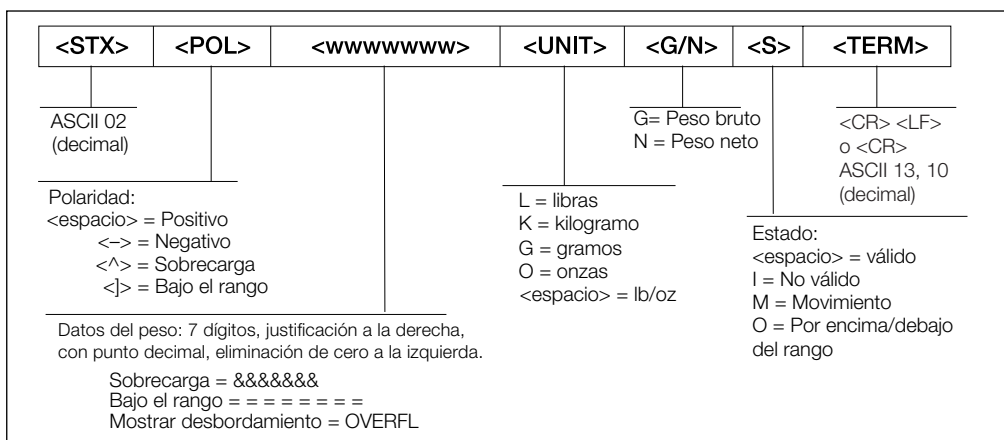 <STX> <POL> <wwwwwww> <UNIT> <G/N> <S> <TERM>
ASCII 02
(decimal)
G= Peso bruto
N = Peso neto
<CR> <LF>
o <CR>
ASCII 13, 10
(decimal)
Polaridad:
<espacio> = Positivo
<–> = Negativo
<^> = Sobrecarga
<]> = Bajo el rango
L = libras
K = kilogramo
G = gramos
O = onzas
<espacio> = lb/oz
Estado:
<espacio> = válido
I = No válido
M = Movimiento
O = Por encima/debajo
del rango
Datos del peso: 7 dígitos, justificación a la derecha,
con punto decimal, eliminación de cero a la izquierda.
Sobrecarga = &&&&&&&
Bajo el rango = = = = = = = =
Mostrar desbordamiento = OVERFL